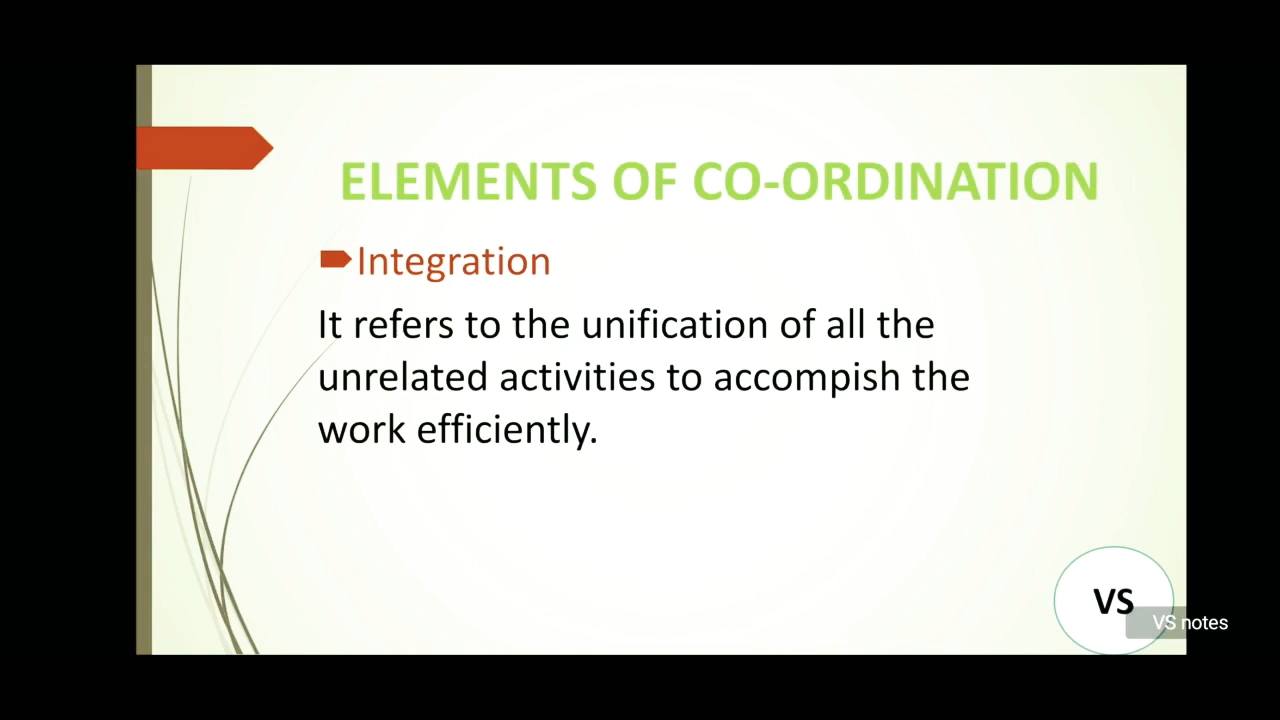 ELEMENTS OF CO-ORDINATION
Integration
It refers to the unification of all the
unrelated activities to accompish the
work efficiently.
VS
VS notes